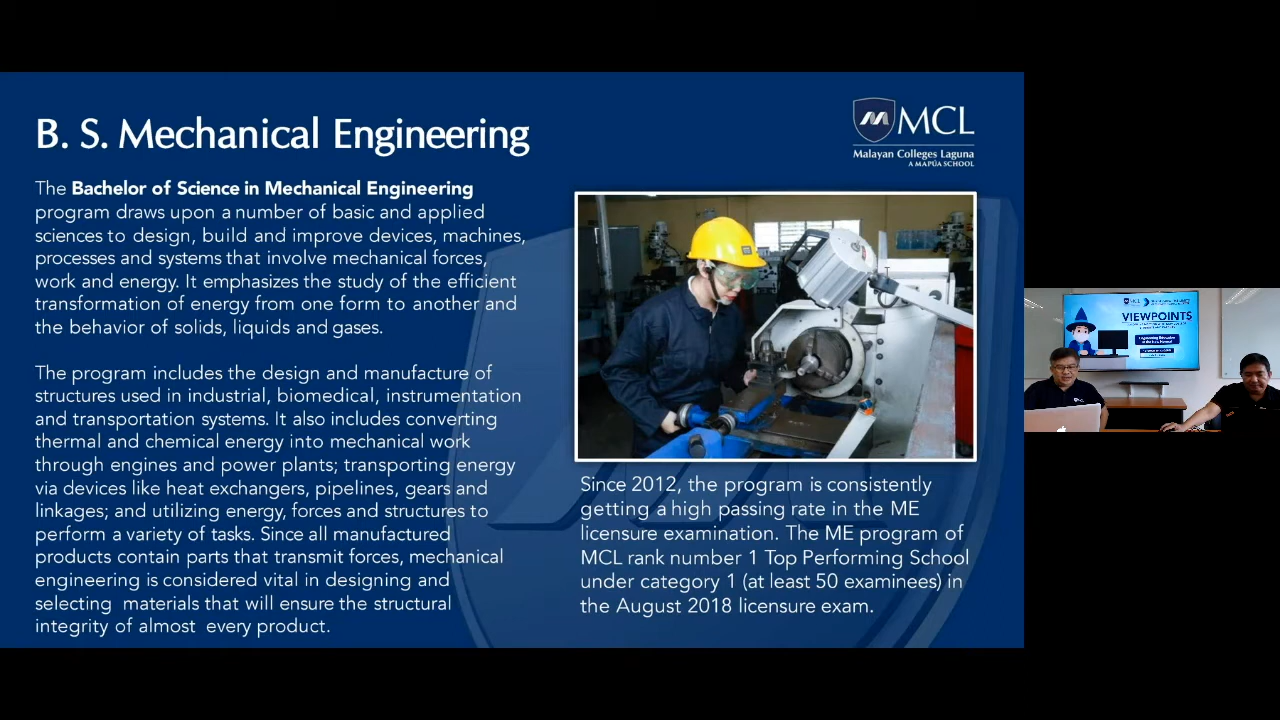 B. S. Mechanical Engineering
MCL
Malayan Colleges Laguna
A MAPÚA SCHOOL
The Bachelor of Science in Mechanical Engineering
program draws upon a number of basic and applied
sciences to design, build and improve devices, machines,
processes and systems that involve mechanical forces,
work and energy. It emphasizes the study of the efficient
transformation of energy from one form to another and
the behavior of solids, liquids and gases.
The program includes the design and manufacture of
structures used in industrial, biomedical, instrumentation
and transportation systems. It also includes converting
thermal and chemical energy into mechanical work
through engines and power plants; transporting energy
via devices like heat exchangers, pipelines, gears and
linkages; and utilizing energy, forces and structures to
perform a variety of tasks. Since all manufactured
products contain parts that transmit forces, mechanical
engineering is considered vital in designing and
selecting materials that will ensure the structural
integrity of almost every product.
Since 2012, the program is consistently
getting a high passing rate in the ME
licensure examination. The ME program of
MCL rank number 1 Top Performing School
under category 1 (at least 50 examinees) in
the August 2018 licensure exam.
MCL
VIEWPOINTS